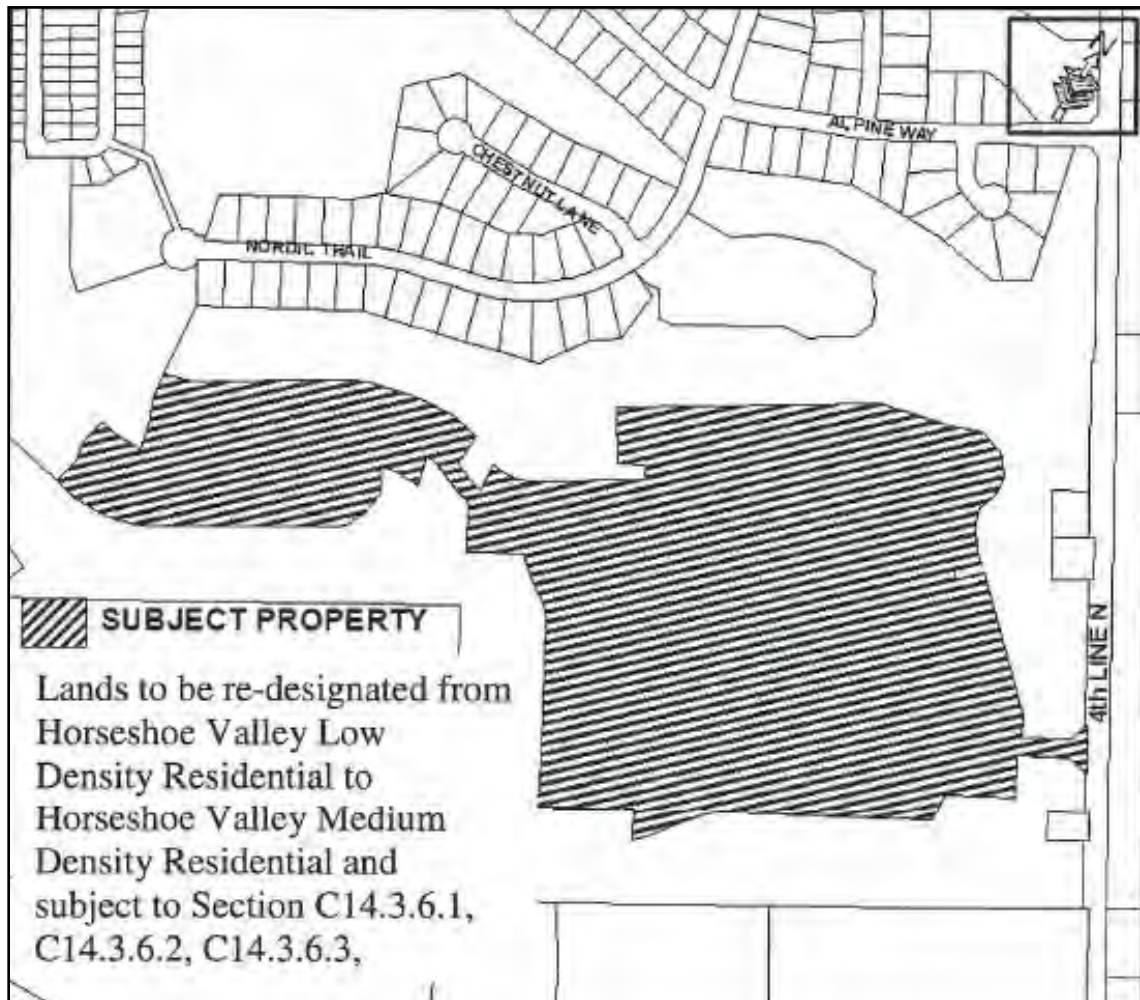 ALPINE WAY
CHESTNUT LANE
NORDIC TRAIL
4th LINE N
SUBJECT PROPERTY
Lands to be re-designated from
Horseshoe Valley Low
Density Residential to
Horseshoe Valley Medium
Density Residential and
subject to Section C14.3.6.1,
C14.3.6.2, C14.3.6.3,